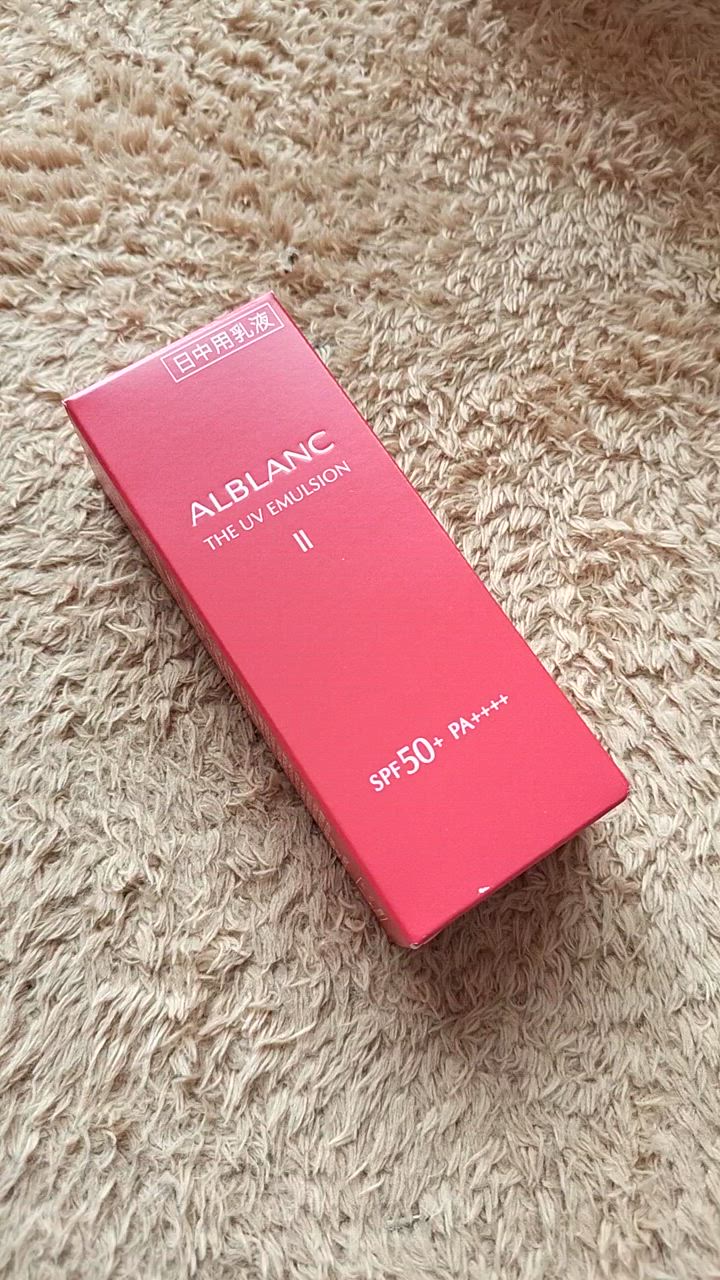 日中用乳液
ALBLANC
THE UV EMULSION
II
SPF50+ PA++++